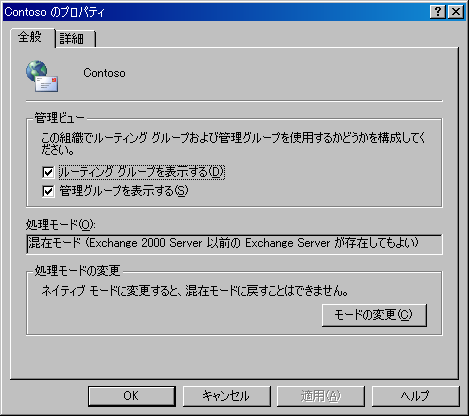 Contoso のプロパティ
全般
詳細
Contoso
管理ビュー
この組織でルーティング グループおよび管理グループを使用するかどうかを構成してく
ださい。
ルーティング グループを表示する(D)
管理グループを表示する(S)
処理モード(O):
混在モード (Exchange 2000 Server 以前の Exchange Server が存在してもよい)
処理モードの変更
ネイティブ モードに変更すると、混在モードに戻すことはできません。
モードの変更(C)
OK
キャンセル
適用(A)
ヘルプ